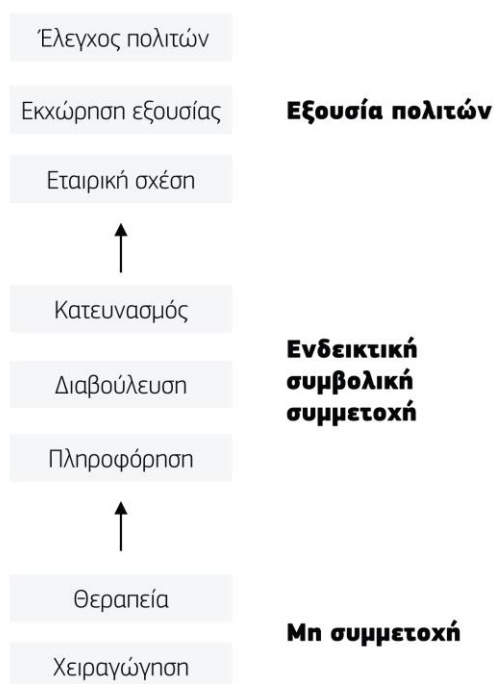 Έλεγχος πολιτών
Εκχώρηση εξουσίας
Εξουσία πολιτών
Εταιρική σχέση
Κατευνασμός
Ενδεικτική
συμβολική
συμμετοχή
Διαβούλευση
Πληροφόρηση
Θεραπεία
Μη συμμετοχή
Χειραγώγηση